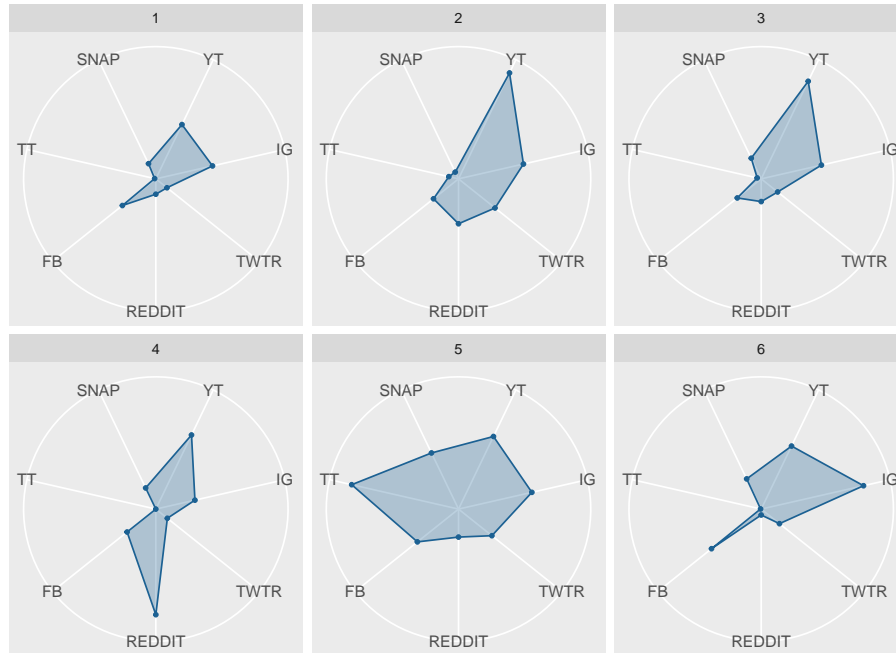 1
SNAP YT
TT IG
FB TWTR
REDDIT
2
SNAP YT
TT IG
FB TWTR
REDDIT
3
SNAP YT
TT IG
FB TWTR
REDDIT
4
SNAP YT
TT IG
FB TWTR
REDDIT
5
SNAP YT
TT IG
FB TWTR
REDDIT
6
SNAP YT
TT IG
FB TWTR
REDDIT